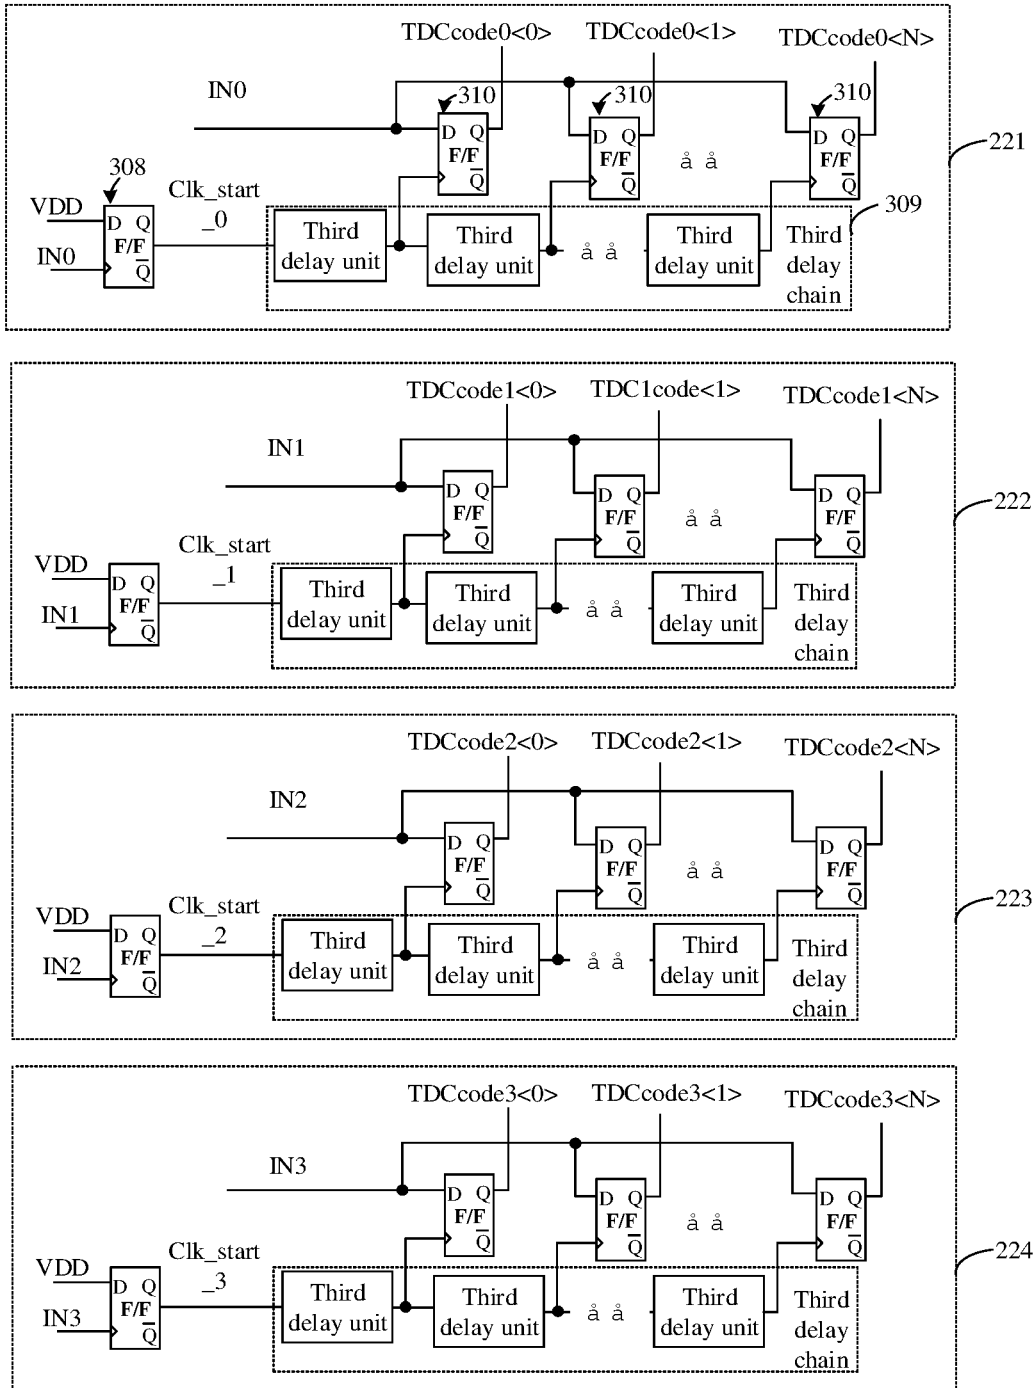 TDCcode0<0>
TDCcode0<1>
TDCcode0<N>
IN0
310
310
310
D Q
F/F
Q
D Q
F/F
Q
D Q
F/F
Q
å å
221
308
Clk_start
_0
309
VDD
IN0
D Q
F/F
Q
Third
delay unit
Third
delay unit
å å
Third
delay unit
Third
delay
chain
TDCcode1<0>
TDC1code<1>
TDCcode1<N>
IN1
D Q
F/F
Q
D Q
F/F
Q
D Q
F/F
Q
å å
222
Clk_start
_1
VDD
IN1
D Q
F/F
Q
Third
delay unit
Third
delay unit
å å
Third
delay unit
Third
delay
chain
TDCcode2<0>
TDCcode2<1>
TDCcode2<N>
IN2
D Q
F/F
Q
D Q
F/F
Q
D Q
F/F
Q
å å
223
Clk_start
_2
VDD
IN2
D Q
F/F
Q
Third
delay unit
Third
delay unit
å å
Third
delay unit
Third
delay
chain
TDCcode3<0>
TDCcode3<1>
TDCcode3<N>
IN3
D Q
F/F
Q
D Q
F/F
Q
D Q
F/F
Q
å å
224
Clk_start
_3
VDD
IN3
D Q
F/F
Q
Third
delay unit
Third
delay unit
å å
Third
delay unit
Third
delay
chain